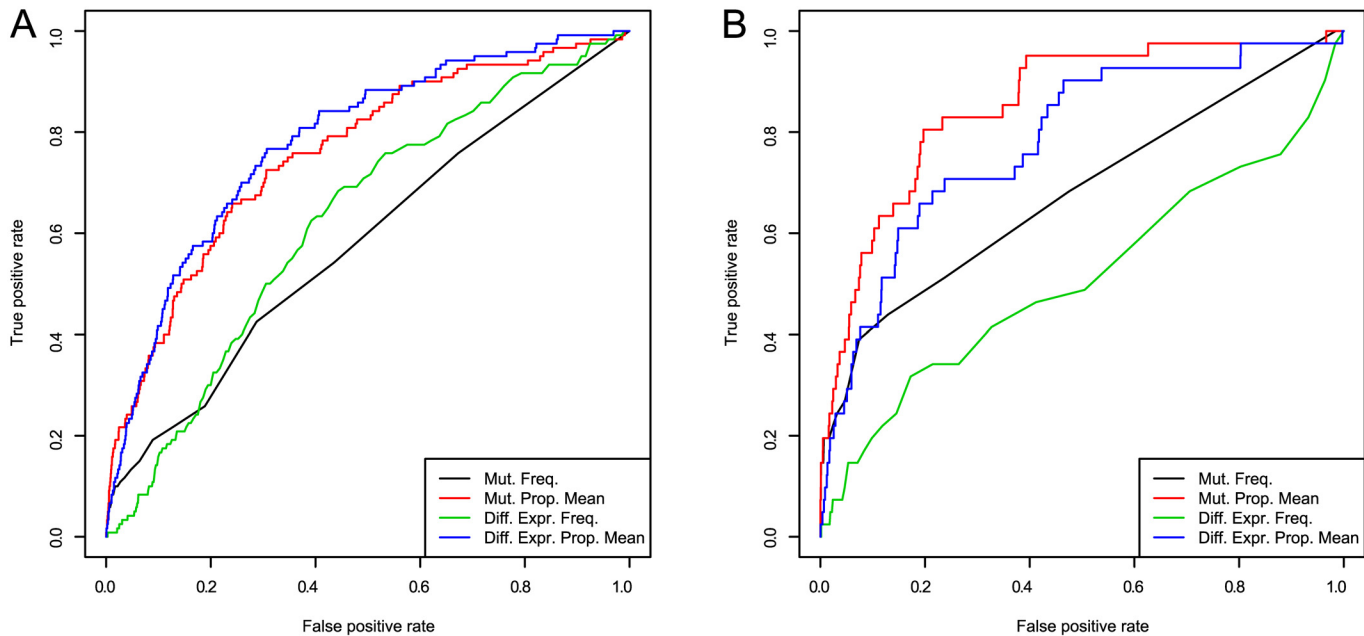 A
True positive rate
1.0
0.8
0.6
0.4
0.2
0.0
Mut. Freq.
Mut. Prop. Mean
Diff. Expr. Freq.
Diff. Expr. Prop. Mean
0.0 0.2 0.4 0.6 0.8 1.0
False positive rate
B
True positive rate
1.0
0.8
0.6
0.4
0.2
0.0
Mut. Freq.
Mut. Prop. Mean
Diff. Expr. Freq.
Diff. Expr. Prop. Mean
0.0 0.2 0.4 0.6 0.8 1.0
False positive rate